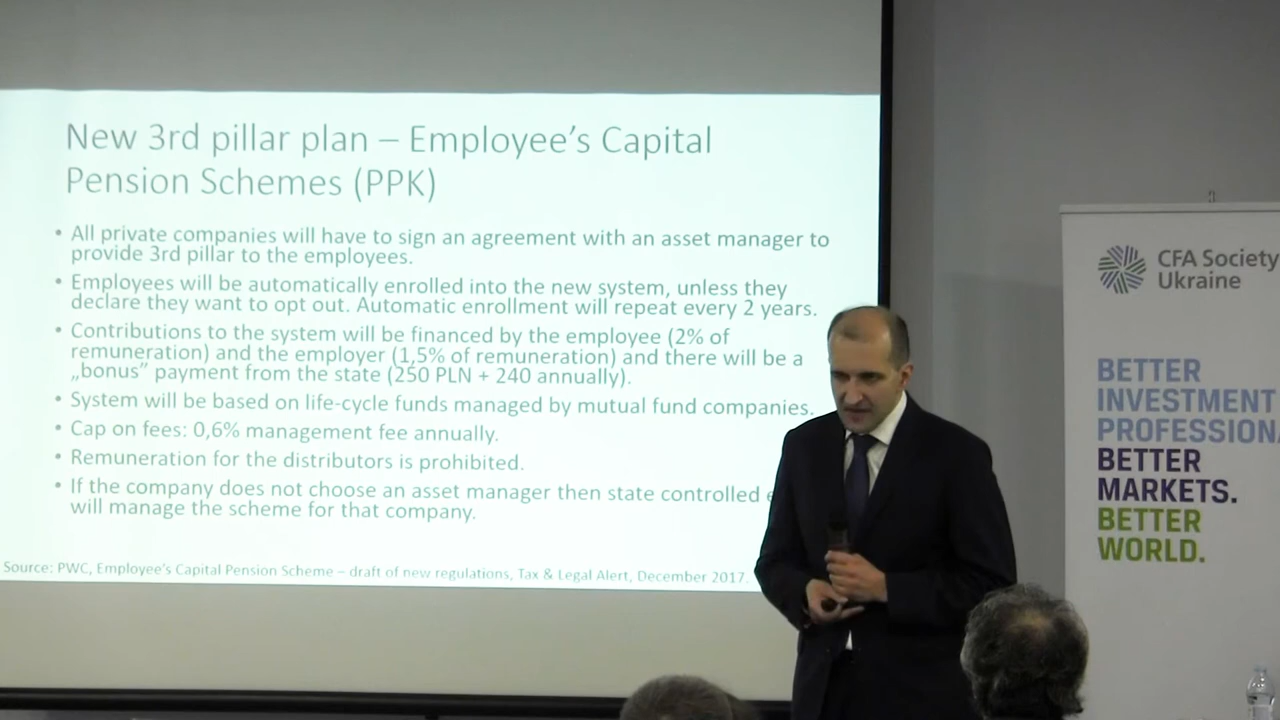 New 3rd pillar plan – Employee's Capital
Pension Schemes (PPK)
• All private companies will have to sign an agreement with an asset manager to
provide 3rd pillar to the employees.
• Employees will be automatically enrolled into the new system, unless they
declare they want to opt out. Automatic enrollment will repeat every 2 years.
• Contributions to the system will be financed by the employee (2% of
remuneration) and the employer (1,5% of remuneration) and there will be a
„bonus” payment from the state (250 PLN + 240 annually).
• System will be based on life-cycle funds managed by mutual fund companies.
• Cap on fees: 0,6% management fee annually.
• Remuneration for the distributors is prohibited.
• If the company does not choose an asset manager then state controlled
will manage the scheme for that company.
Source: PWC, Employee's Capital Pension Scheme – draft of new regulations, Tax & Legal Alert, December 2017.
CFA Society
Ukraine
BETTER
INVESTMENT
PROFESSIONA
BETTER
MARKETS.
BETTER
WORLD.